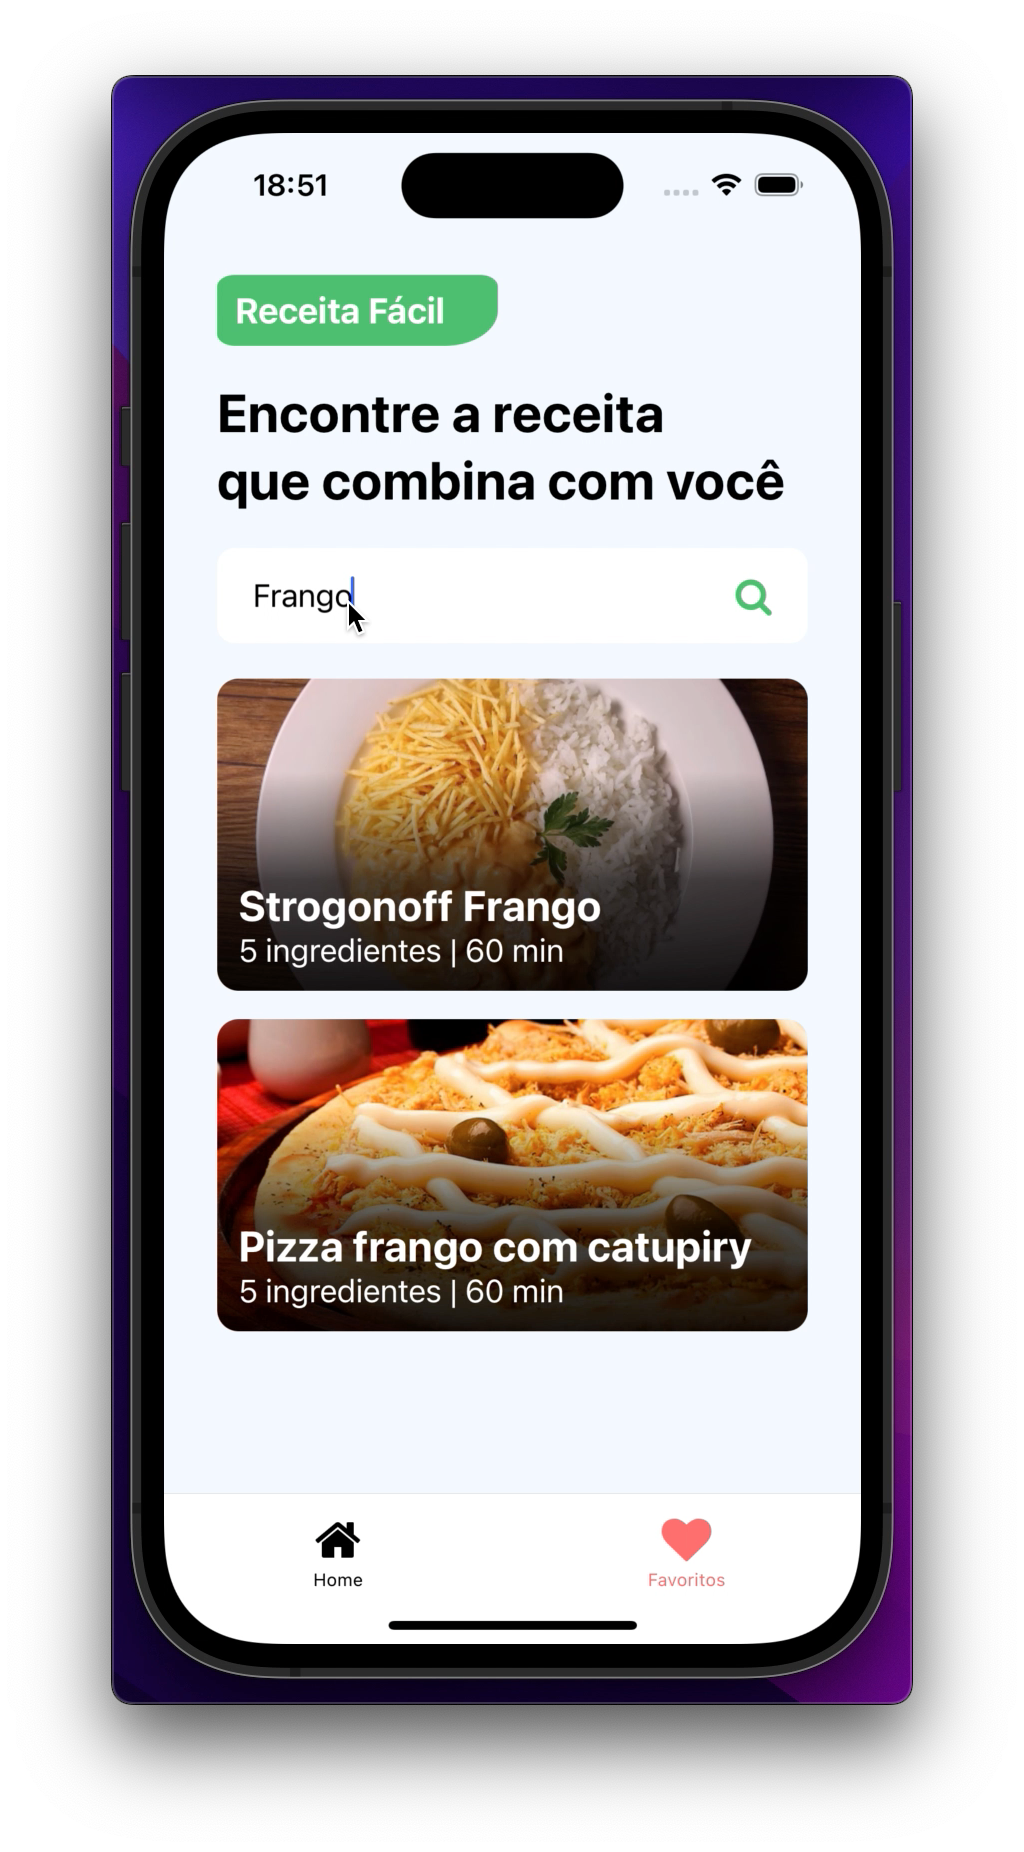 18:51
Receita Fácil
Encontre a receita
que combina com você
Frango
Strogonoff Frango
5 ingredientes | 60 min
Pizza frango com catupiry
5 ingredientes | 60 min
Home
Favoritos